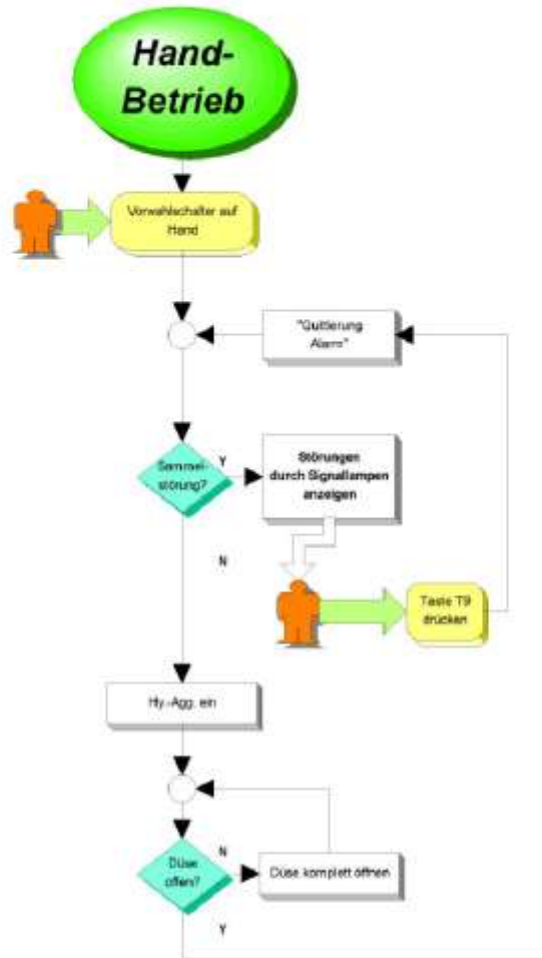 Hand-
Betrieb
Vorwahlschalter auf
Hand
"Quittierung
Alarm"
Sammel-
störung?
Y
Störungen
durch Signallampen
anzeigen
N
Taste T9
drücken
Hy.-Agg. ein
Düse
offen?
N
Düse komplett öffnen
Y